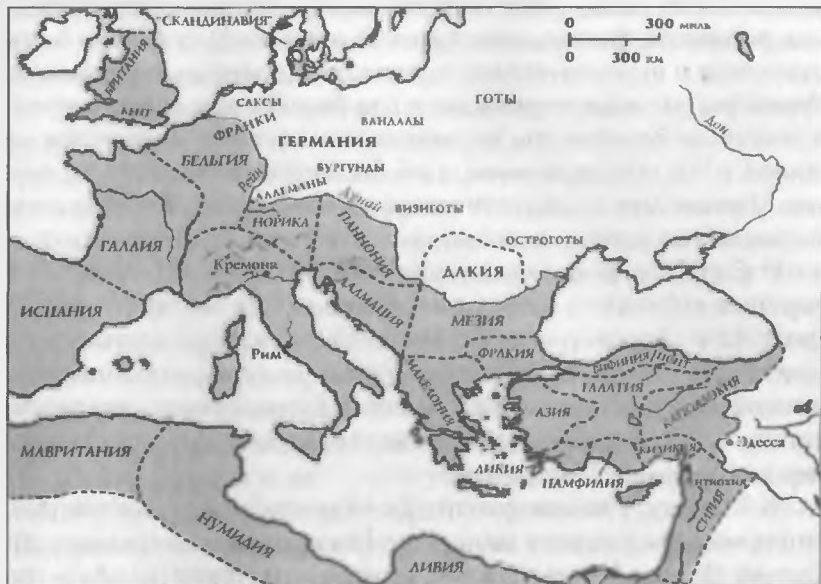 СКАНДИНАВИЯ
0 300 миль
0 300 км
БРИТАНИЯ
КЕНТ
САКСЫ
ФРАНКИ
ГОТЫ
ВАНДАЛЫ
Дон
ГЕРМАНИЯ
БЕЛЬГИЯ
Рейн
БУРГУНДЫ
АЛЛЕМАНЫ
Дунай
ВИЗИГОТЫ
НОРИКА
ПАННОНИЯ
ГАЛЛИЯ
ОСТРОГОТЫ
Кремона
ДАКИЯ
ДАЛМАЦИЯ
ИСПАНИЯ
МЕЗИЯ
Рим
ФРАКИЯ
ВИФИНИЯ/ПОНТ
МАКЕДОНИЯ
ГАЛАТИЯ
АЗИЯ
КАППАДОКИЯ
МАВРИТАНИЯ
Эдесса
КИЛИКИЯ
ЛИКИЯ
ПАМФИЛИЯ
АНТИОХИЯ
СИРИЯ
НУМИДИЯ
ЛИВИЯ